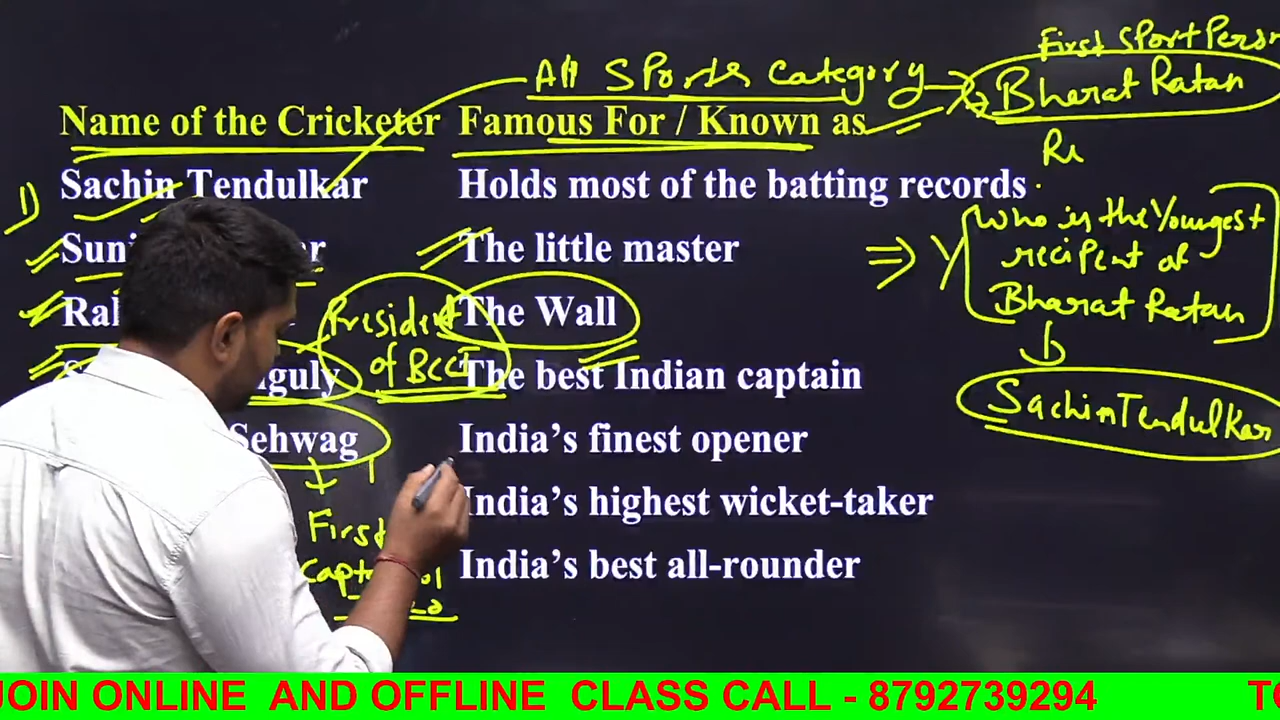 First Sport Person
All Sports Category
Bharat Ratan
Name of the Cricketer Famous For / Known as
Sachin Tendulkar Holds most of the batting records
The little master
The Wall
guly The best Indian captain
Sehwag India's finest opener
India's highest wicket-taker
India's best all-rounder
1)
President
of BCCI
First
Who is the Youngest
recipient of
Bharat Ratan
Sachin Tendulkar
JOIN ONLINE AND OFFLINE CLASS CALL - 8792739294